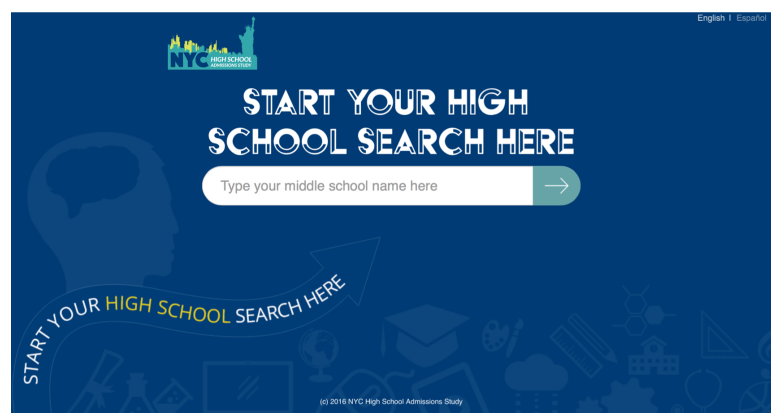 English | Español
NYC HIGH SCHOOL
ADMISSIONS STUDY
START YOUR HIGH
SCHOOL SEARCH HERE
Type your middle school name here
START YOUR HIGH SCHOOL SEARCH HERE
(c) 2016 NYC High School Admissions Study